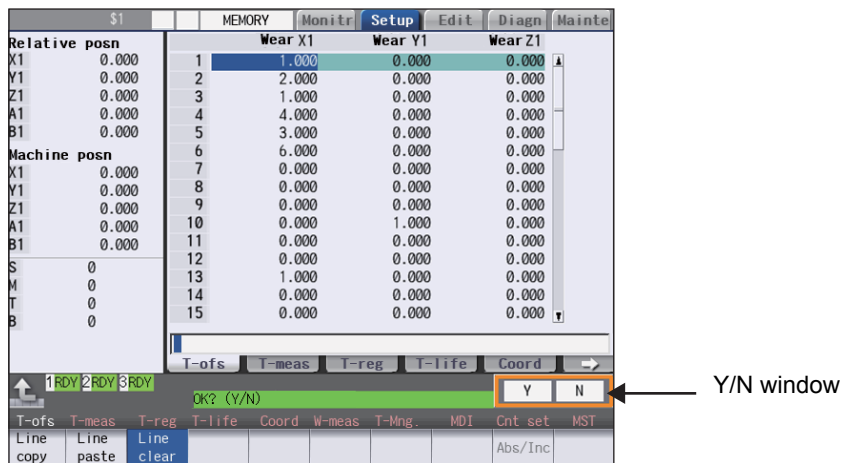 $1 MEMORY Monitr Setup Edit Diagn Mainte
Relative posn
X1 0.000
Y1 0.000
Z1 0.000
A1 0.000
B1 0.000
Machine posn
X1 0.000
Y1 0.000
Z1 0.000
A1 0.000
B1 0.000
S 0
M 0
T 0
B 0
Wear X1 Wear Y1 Wear Z1
1 1.000 0.000 0.000
2 2.000 0.000 0.000
3 1.000 0.000 0.000
4 4.000 0.000 0.000
5 3.000 0.000 0.000
6 6.000 0.000 0.000
7 0.000 0.000 0.000
8 0.000 0.000 0.000
9 0.000 0.000 0.000
10 0.000 1.000 0.000
11 0.000 0.000 0.000
12 0.000 0.000 0.000
13 1.000 0.000 0.000
14 0.000 0.000 0.000
15 0.000 0.000 0.000
T-ofs T-meas T-reg T-life Coord
1RDY 2RDY 3RDY
OK? (Y/N)
Y N
Y/N window
T-ofs T-meas T-reg T-life Coord W-meas T-Mng. MDI Cnt set MST
Line copy
Line paste
Line clear
Abs/Inc